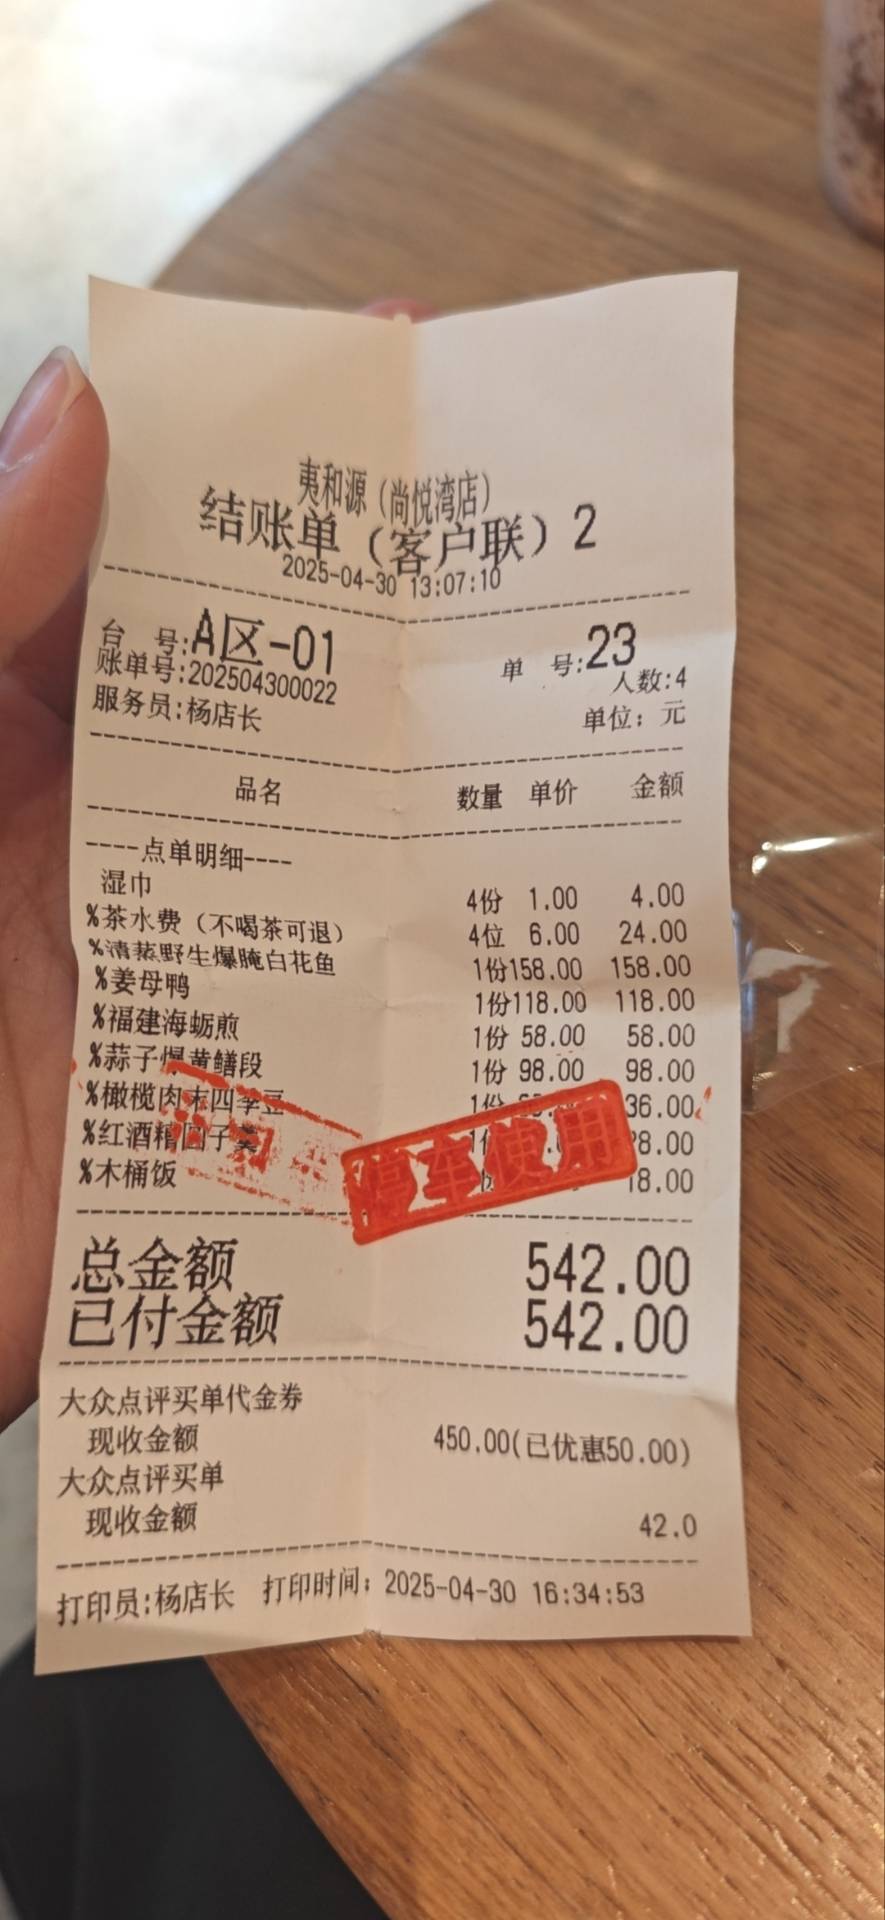 夷和源（尚悦湾店）
结账单（客户联）2
2025-04-30 13:07:10
台 号:A区-01 单 号:23
账单号:202504300022 人数:4
服务员:杨店长 单位：元
品名 数量 单价 金额
----点单明细----
湿巾 4份 1.00 4.00
%茶水费（不喝茶可退） 4位 6.00 24.00
%清蒸野生爆腌白花鱼 1份158.00 158.00
%姜母鸭 1份118.00 118.00
%福建海蛎煎 1份 58.00 58.00
%蒜子爆黄鳝段 1份 98.00 98.00
%橄榄肉末四季豆 1份 36.00
%红酒糟圆子羹 28.00
%木桶饭 18.00
停车使用
总金额 542.00
已付金额 542.00
大众点评买单代金券
现收金额 450.00(已优惠50.00)
大众点评买单
现收金额 42.0
打印员:杨店长 打印时间：2025-04-30 16:34:53